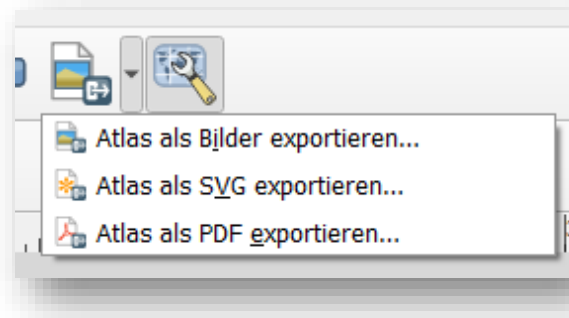 Atlas als Bilder exportieren...
Atlas als SVG exportieren...
Atlas als PDF exportieren...